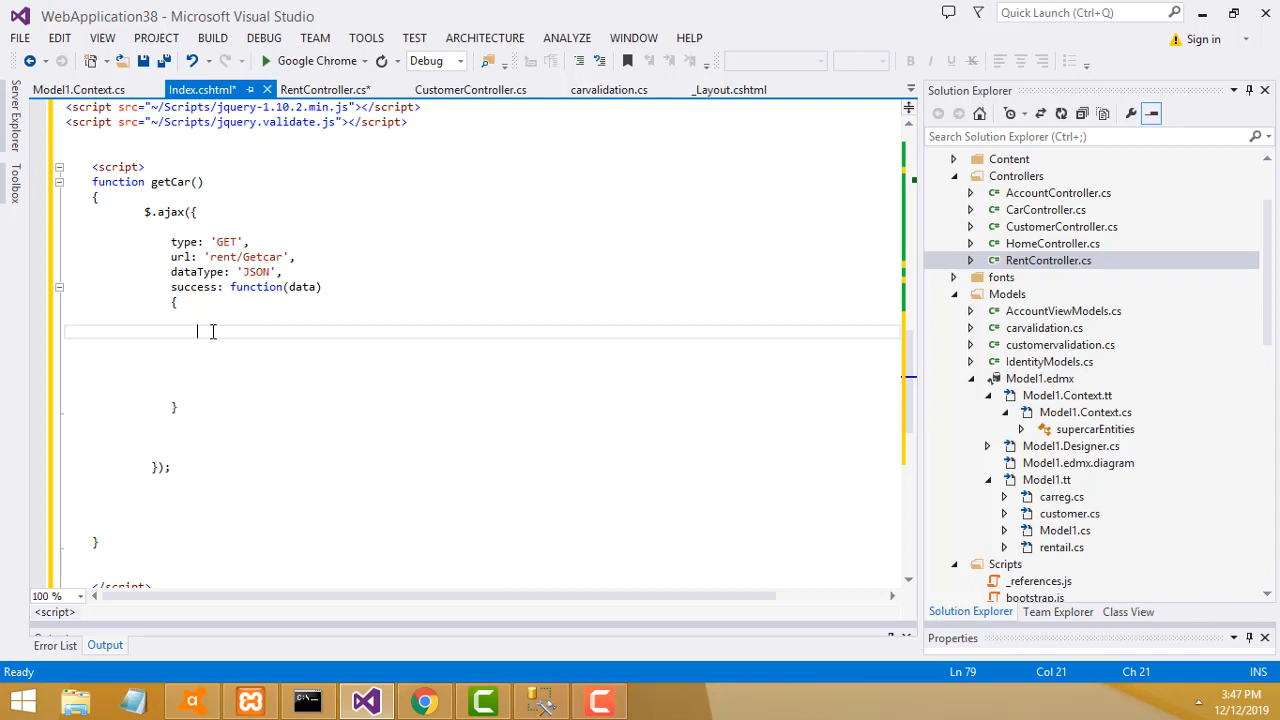 WebApplication38 - Microsoft Visual Studio
Quick Launch (Ctrl+Q)
FILE EDIT VIEW PROJECT BUILD DEBUG TEAM TOOLS TEST ARCHITECTURE ANALYZE WINDOW HELP
Sign in
Google Chrome
Debug
Server Explorer
Toolbox
Model1.Context.cs
Index.cshtml*
RentController.cs*
CustomerController.cs
carvalidation.cs
_Layout.cshtml
<script src="~/Scripts/jquery-1.10.2.min.js"></script>
<script src="~/Scripts/jquery.validate.js"></script>
<script>
function getCar()
{
$.ajax({
type: 'GET',
url: 'rent/Getcar',
dataType: 'JSON',
success: function(data)
{
}
});
}
</script>
100 %
<script>
Error List
Output
Solution Explorer
Search Solution Explorer (Ctrl+;)
Content
Controllers
AccountController.cs
CarController.cs
CustomerController.cs
HomeController.cs
RentController.cs
fonts
Models
AccountViewModels.cs
carvalidation.cs
customervalidation.cs
IdentityModels.cs
Model1.edmx
Model1.Context.tt
Model1.Context.cs
supercarEntities
Model1.Designer.cs
Model1.edmx.diagram
Model1.tt
carreg.cs
customer.cs
Model1.cs
rentail.cs
Scripts
_references.js
bootstrap.js
Solution Explorer Team Explorer Class View
Properties
Ready
Ln 79
Col 21
Ch 21
INS
3:47 PM
12/12/2019